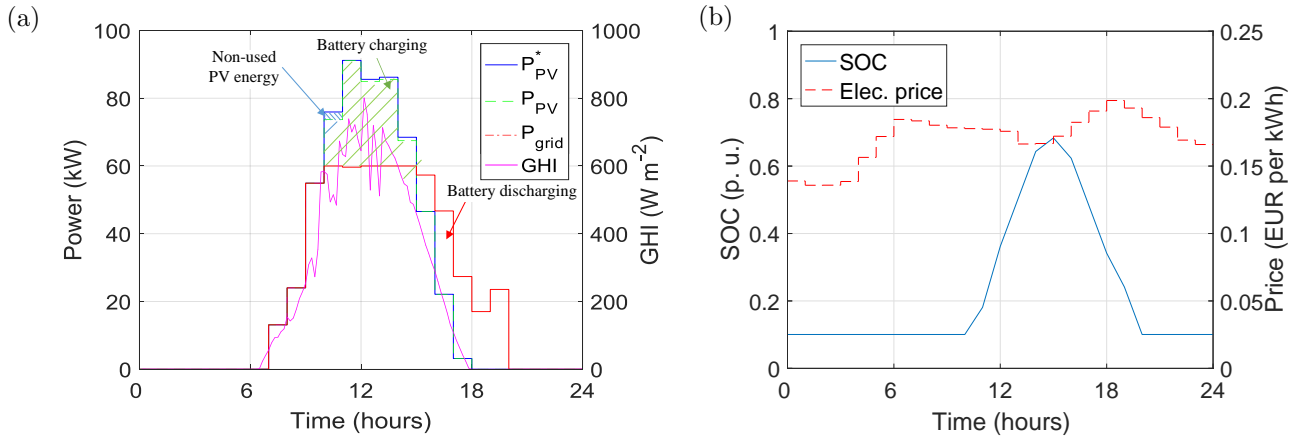 (a)
100
80
60
40
20
0
Power (kW)
0
6
12
18
24
Time (hours)
1000
800
600
400
200
0
GHI (W m-2)
Non-used
PV energy
Battery charging
Battery discharging
P*PV
PPV
Pgrid
GHI
(b)
1
0.8
0.6
0.4
0.2
0
SOC (p. u.)
0
6
12
18
24
Time (hours)
0.25
0.2
0.15
0.1
0.05
0
Price (EUR per kWh)
SOC
Elec. price